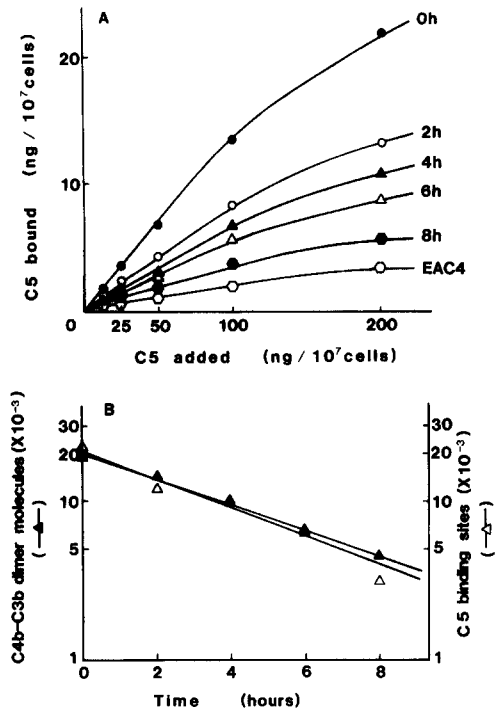 A
0h
20
2h
4h
10
6h
8h
EAC4
C5 bound (ng / 10⁷cells)
0 25 50 100 200
C5 added (ng / 10⁷cells)
B
30 30
20 20
10 10
5 5
1 1
C4b-C3b dimer molecules (X10⁻³)
(—▲—)
C5 binding sites (X10⁻³)
(—△—)
0 2 4 6 8
Time (hours)